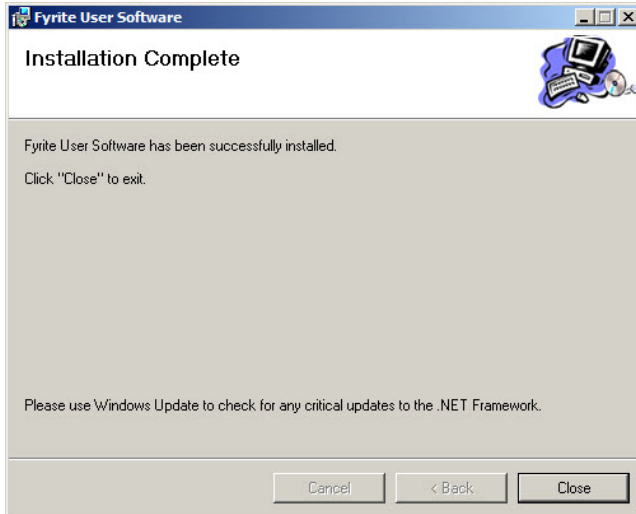 Fyrite User Software
Installation Complete
Fyrite User Software has been successfully installed.
Click "Close" to exit.
Please use Windows Update to check for any critical updates to the .NET Framework.
Cancel
< Back
Close